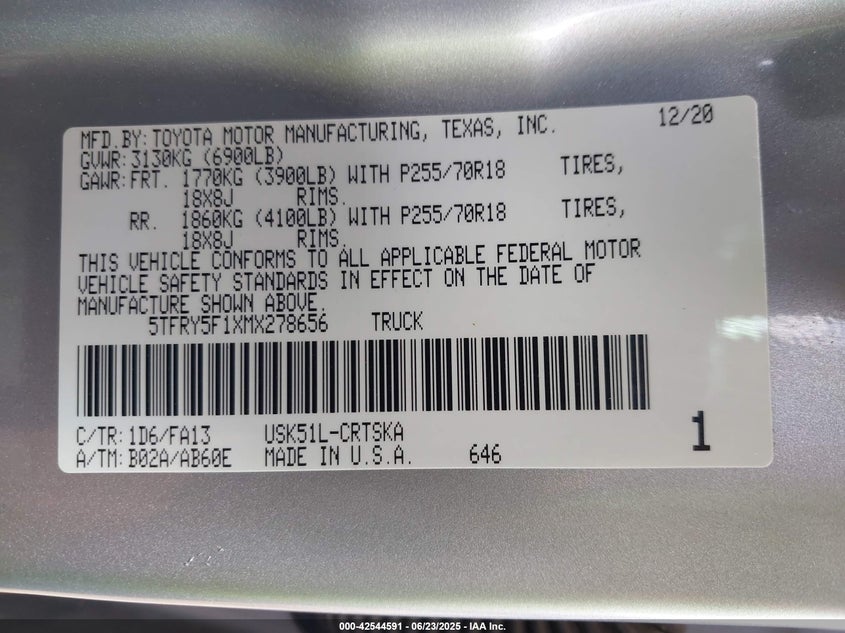 MFD.BY: TOYOTA MOTOR MANUFACTURING, TEXAS, INC. 12/20
GVWR: 3130KG (6900LB)
GAWR: FRT. 1770KG (3900LB) WITH P255/70R18 TIRES,
18X8J RIMS.
RR. 1860KG (4100LB) WITH P255/70R18 TIRES,
18X8J RIMS.
THIS VEHICLE CONFORMS TO ALL APPLICABLE FEDERAL MOTOR
VEHICLE SAFETY STANDARDS IN EFFECT ON THE DATE OF
MANUFACTURE SHOWN ABOVE.
5TFRY5F1XMX278656 TRUCK
C/TR: 1D6/FA13 USK51L-CRTSKA
A/TM: B02A/AB60E MADE IN U.S.A. 646 1
000-42544591 - 06/23/2025 - IAA Inc.